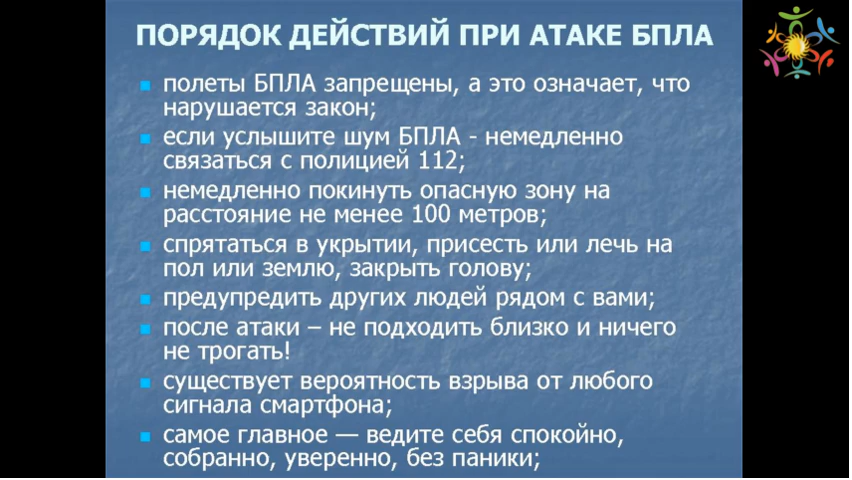 ПОРЯДОК ДЕЙСТВИЙ ПРИ АТАКЕ БПЛА
полеты БПЛА запрещены, а это означает, что
нарушается закон;
если услышите шум БПЛА - немедленно
связаться с полицией 112;
немедленно покинуть опасную зону на
расстояние не менее 100 метров;
спрятаться в укрытии, присесть или лечь на
пол или землю, закрыть голову;
предупредить других людей рядом с вами;
после атаки – не подходить близко и ничего
не трогать!
существует вероятность взрыва от любого
сигнала смартфона;
самое главное — ведите себя спокойно,
собранно, уверенно, без паники;